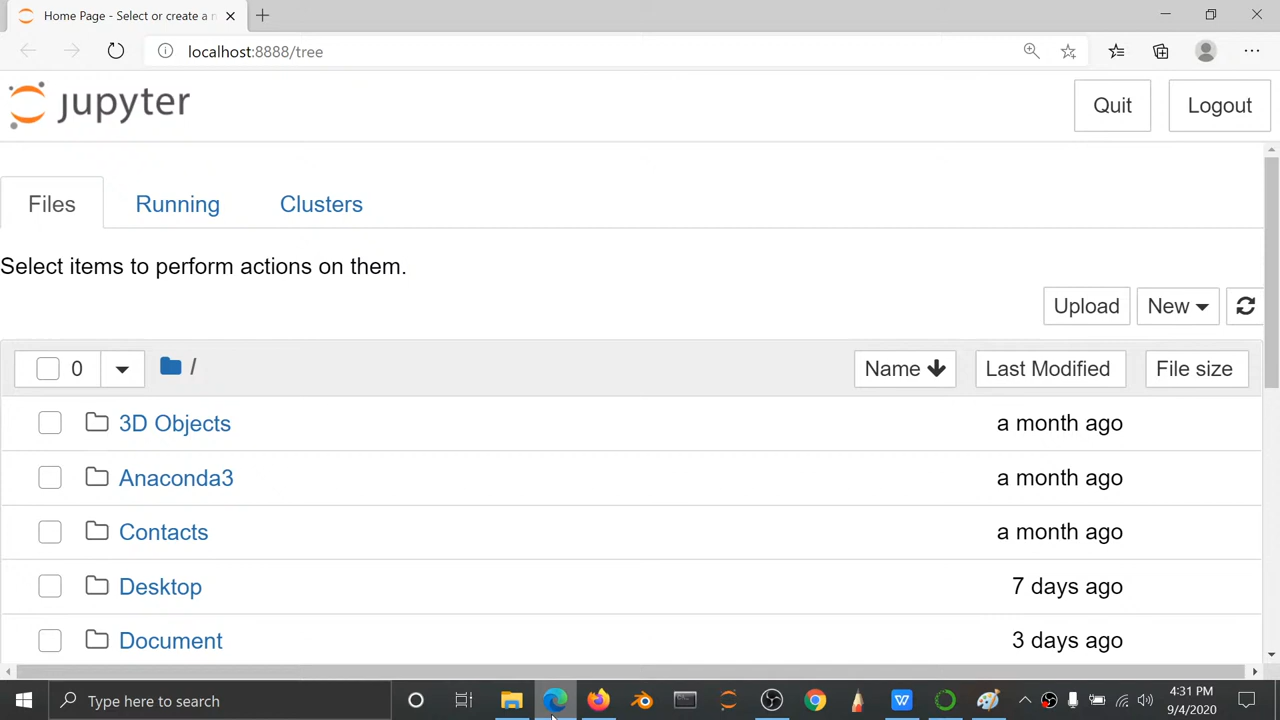 Home Page - Select or create a n
localhost:8888/tree
jupyter
Quit
Logout
Files
Running
Clusters
Select items to perform actions on them.
Upload
New
0
/
Name
Last Modified
File size
3D Objects
a month ago
Anaconda3
a month ago
Contacts
a month ago
Desktop
7 days ago
Document
3 days ago
Type here to search
4:31 PM
9/4/2020